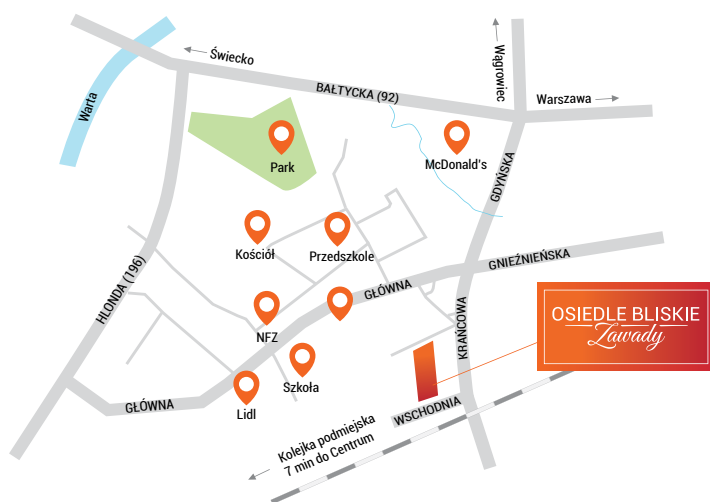 Świecko
Wągrowiec
Warszawa
BAŁTYCKA (92)
Warta
Park
McDonald's
GDYŃSKA
Kościół
Przedszkole
GNIEŹNIEŃSKA
HLONDA (196)
GŁÓWNA
NFZ
KRAŃCOWA
OSIEDLE BLISKIE
Zawady
Szkoła
Lidl
GŁÓWNA
WSCHODNIA
Kolejka podmiejska
7 min do Centrum